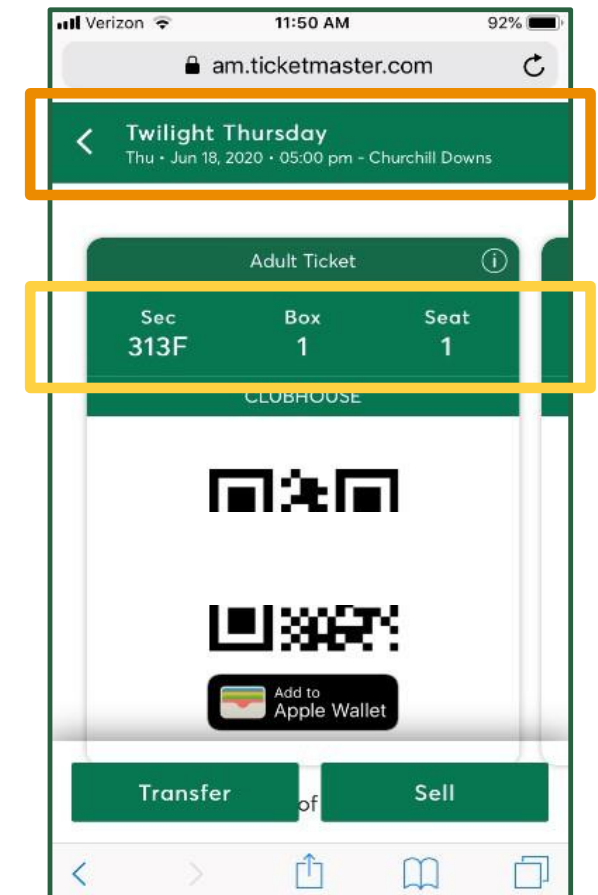 Verizon 11:50 AM 92%
am.ticketmaster.com
Twilight Thursday
Thu • Jun 18, 2020 • 05:00 pm - Churchill Downs
Adult Ticket
Sec Box Seat
313F 1 1
CLUBHOUSE
Add to
Apple Wallet
Transfer of Sell